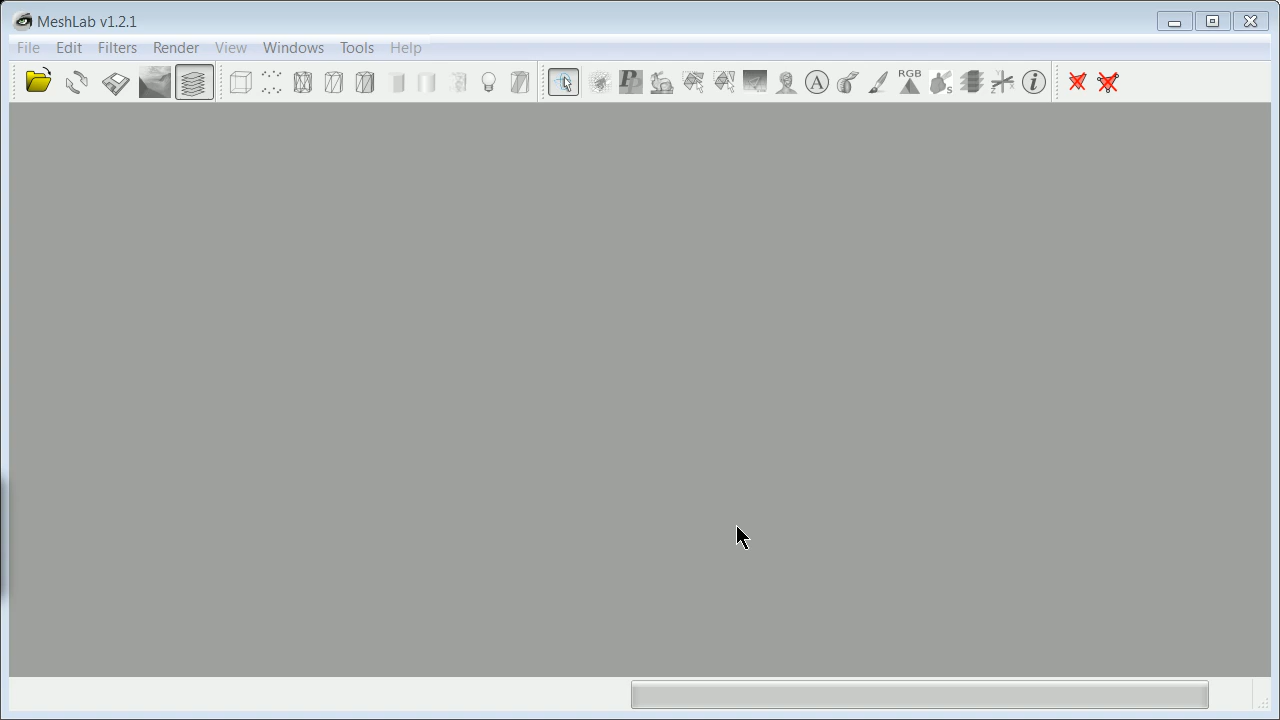 MeshLab v1.2.1
File Edit Filters Render View Windows Tools Help
P A RGB S i